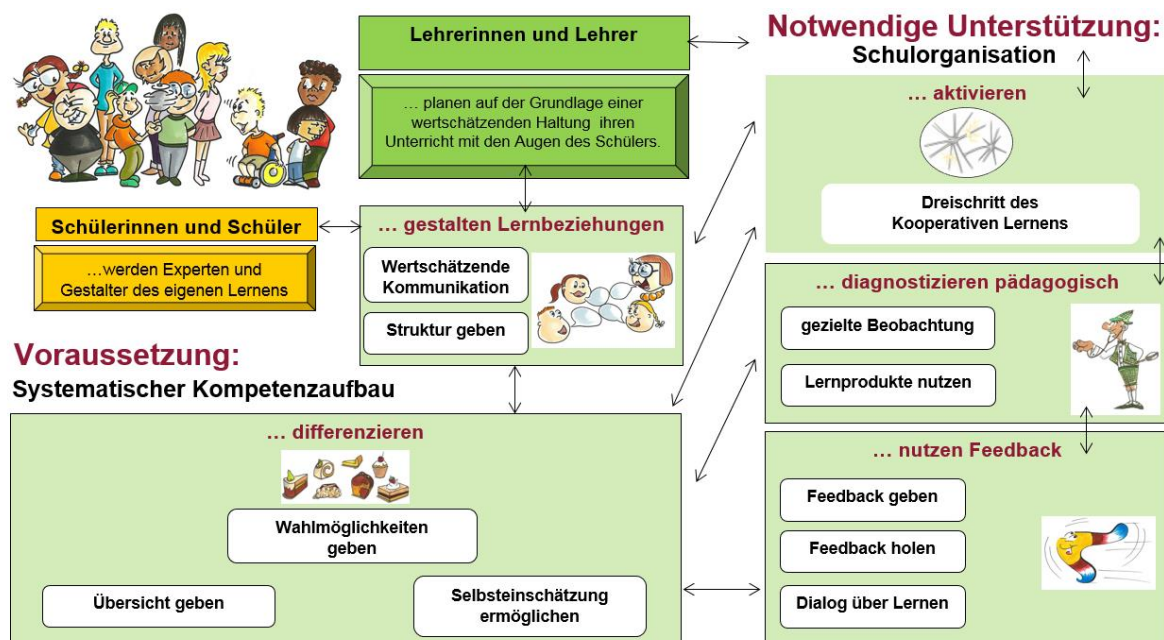 Lehrerinnen und Lehrer
… planen auf der Grundlage einer
wertschätzenden Haltung ihren
Unterricht mit den Augen des Schülers.
Schülerinnen und Schüler
…werden Experten und
Gestalter des eigenen Lernens
… gestalten Lernbeziehungen
Wertschätzende
Kommunikation
Struktur geben
Voraussetzung:
Systematischer Kompetenzaufbau
… differenzieren
Wahlmöglichkeiten
geben
Übersicht geben
Selbsteinschätzung
ermöglichen
Notwendige Unterstützung:
Schulorganisation
… aktivieren
Dreischritt des
Kooperativen Lernens
… diagnostizieren pädagogisch
gezielte Beobachtung
Lernprodukte nutzen
… nutzen Feedback
Feedback geben
Feedback holen
Dialog über Lernen